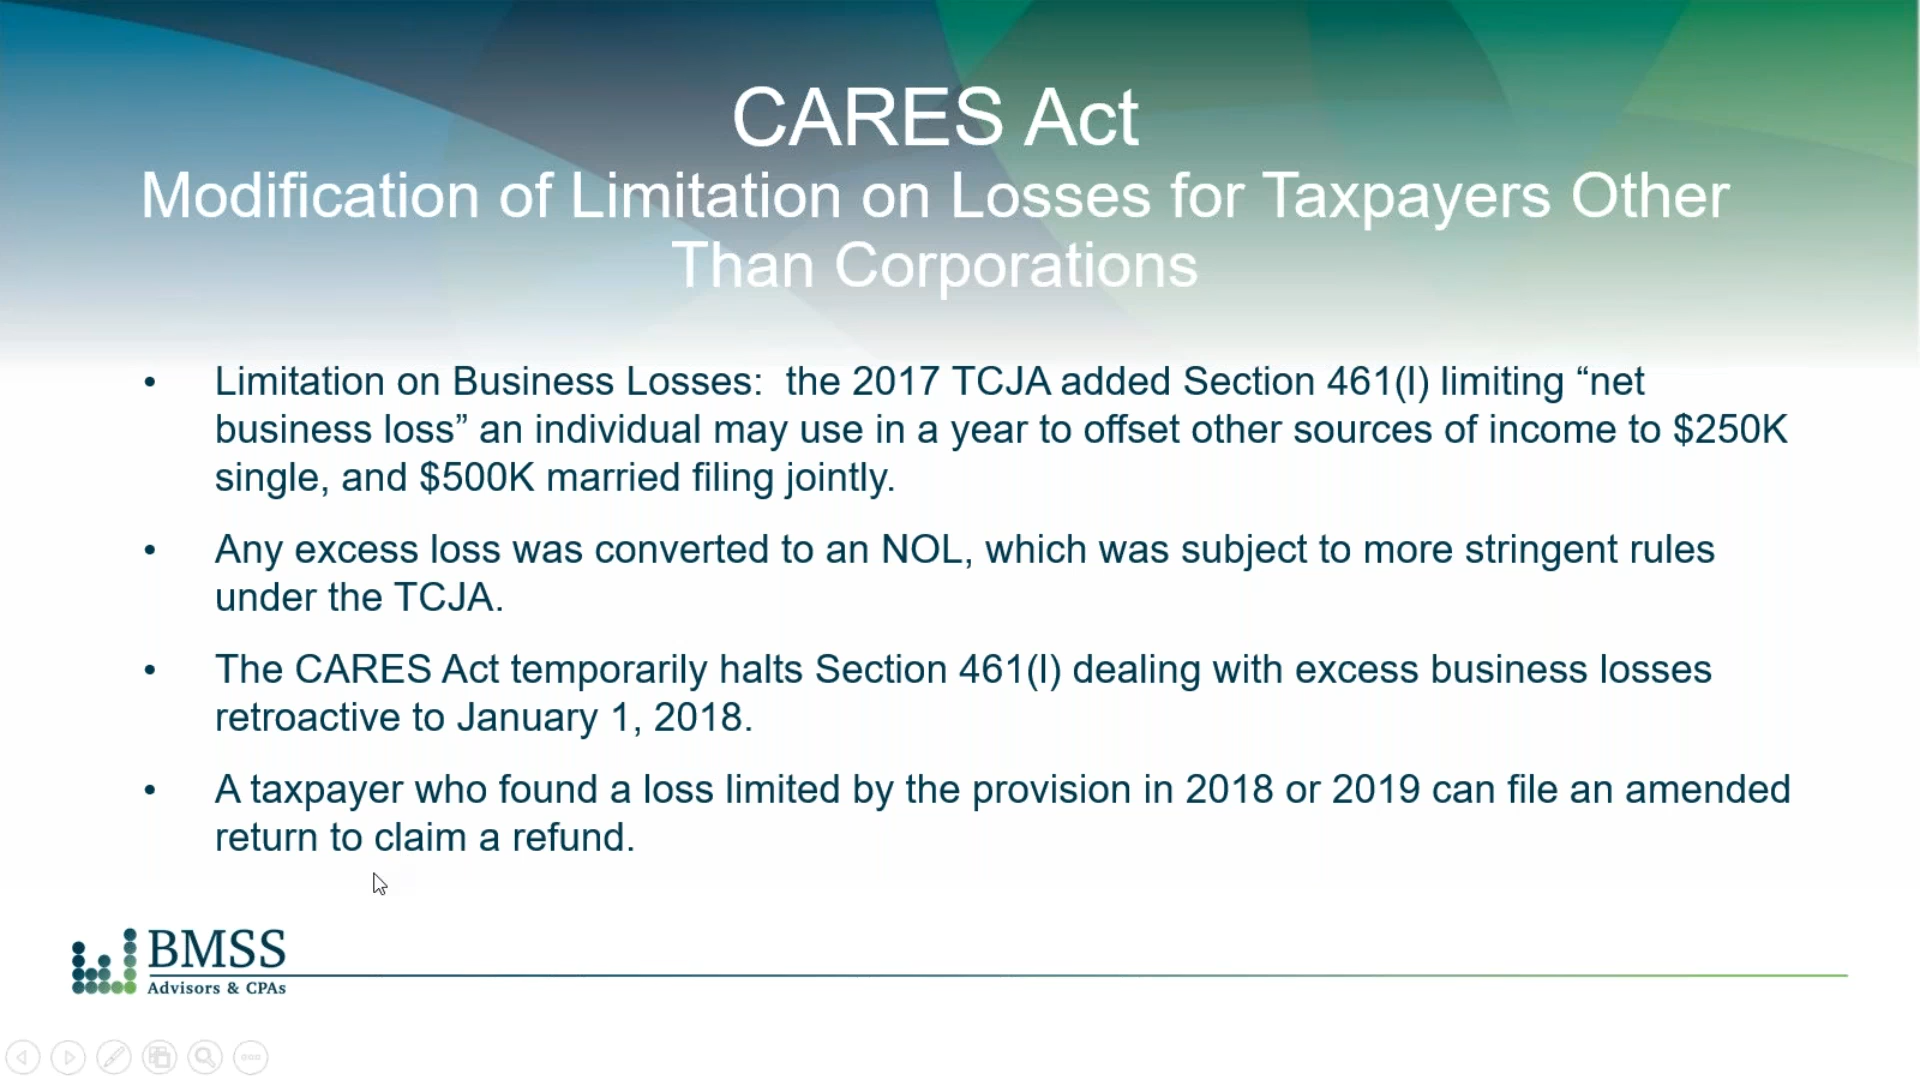 CARES Act
Modification of Limitation on Losses for Taxpayers Other
Than Corporations
• Limitation on Business Losses:  the 2017 TCJA added Section 461(l) limiting “net
business loss” an individual may use in a year to offset other sources of income to $250K
single, and $500K married filing jointly.
• Any excess loss was converted to an NOL, which was subject to more stringent rules
under the TCJA.
• The CARES Act temporarily halts Section 461(l) dealing with excess business losses
retroactive to January 1, 2018.
• A taxpayer who found a loss limited by the provision in 2018 or 2019 can file an amended
return to claim a refund.
BMSS
Advisors & CPAs